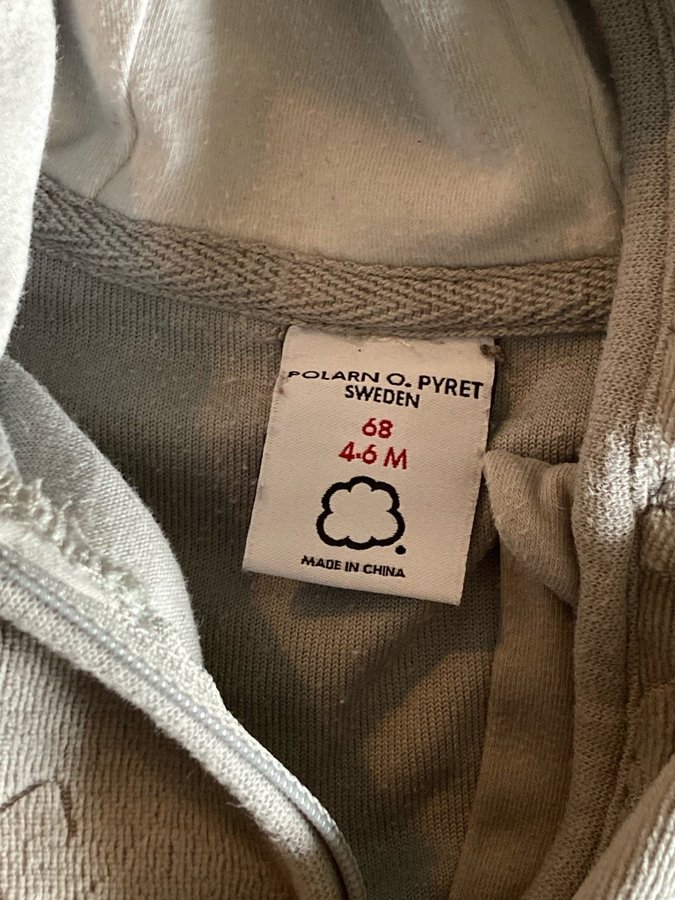 POLARN O. PYRET
SWEDEN
68
4-6 M
MADE IN CHINA